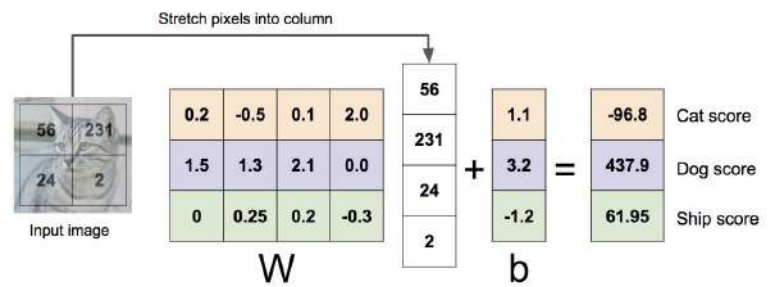 Stretch pixels into column
56 231
24 2
Input image
0.2 -0.5 0.1 2.0
1.5 1.3 2.1 0.0
0 0.25 0.2 -0.3
W
56
231
24
2
+
1.1
3.2
-1.2
b
=
-96.8 Cat score
437.9 Dog score
61.95 Ship score